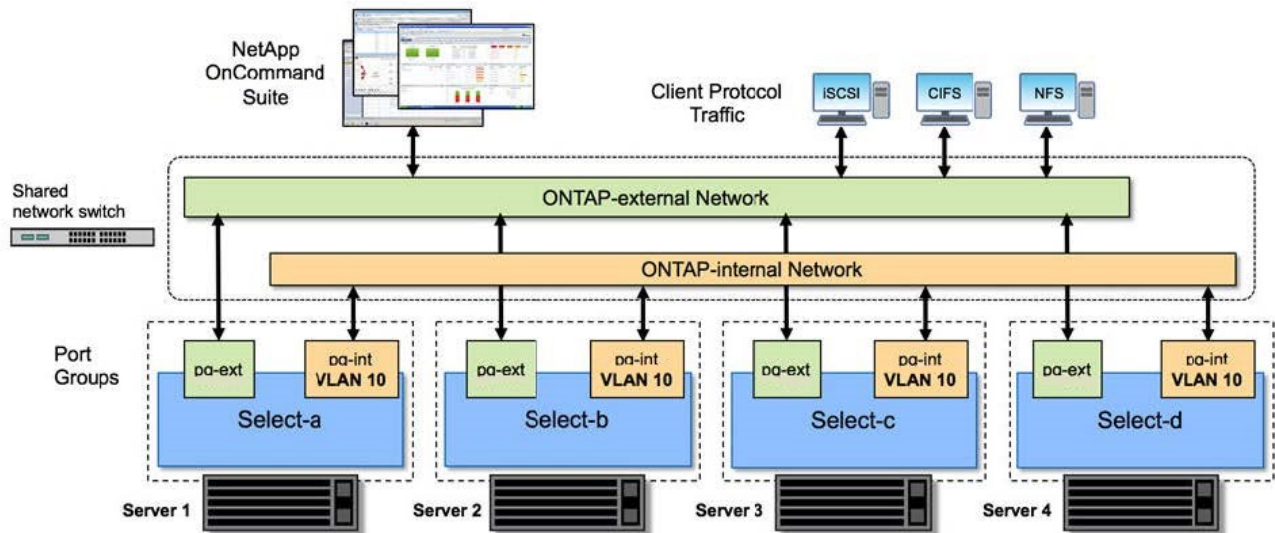 NetApp
OnCommand
Suite
Client Protocol
Traffic
iSCSI
CIFS
NFS
Shared
network switch
ONTAP-external Network
ONTAP-internal Network
Port
Groups
pg-ext
pg-int
VLAN 10
Select-a
pg-ext
pg-int
VLAN 10
Select-b
pg-ext
pg-int
VLAN 10
Select-c
pg-ext
pg-int
VLAN 10
Select-d
Server 1
Server 2
Server 3
Server 4